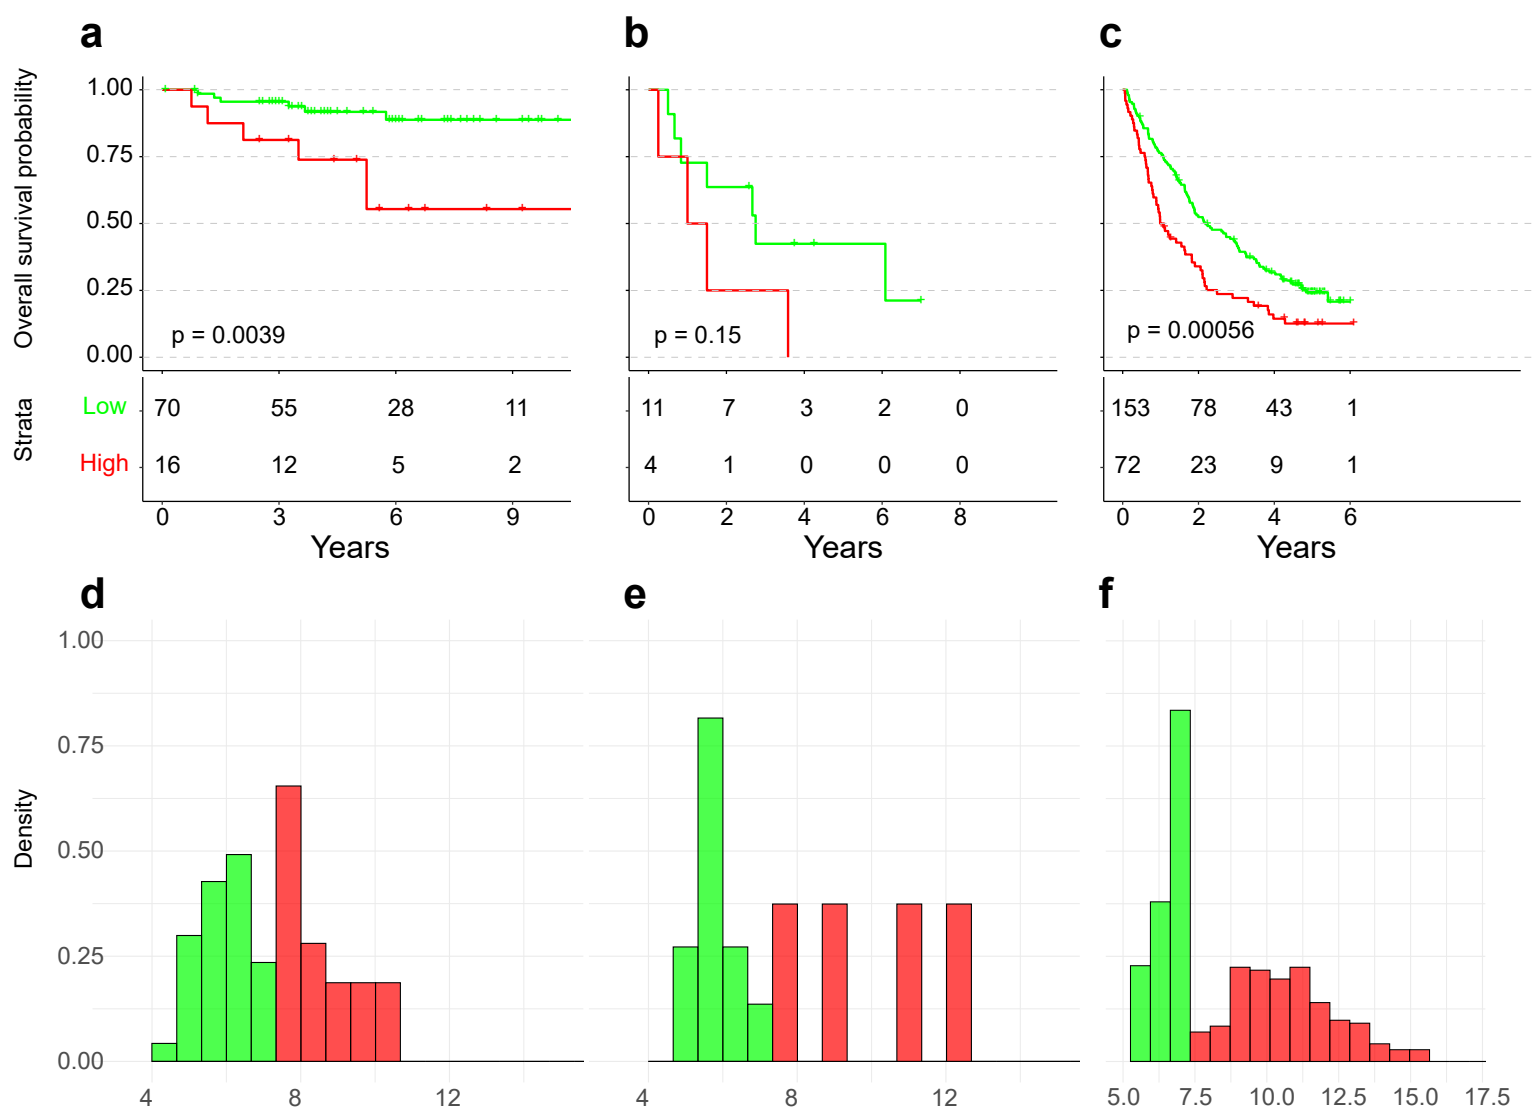 a
b
c
Overall survival probability
1.00
0.75
0.50
0.25
0.00
p = 0.0039
p = 0.15
p = 0.00056
Strata
Low
70 55 28 11
11 7 3 2 0
153 78 43 1
High
16 12 5 2
4 1 0 0 0
72 23 9 1
0 3 6 9
0 2 4 6 8
0 2 4 6
Years
Years
Years
d
e
f
Density
1.00
0.75
0.50
0.25
0.00
4 8 12
4 8 12
5.0 7.5 10.0 12.5 15.0 17.5